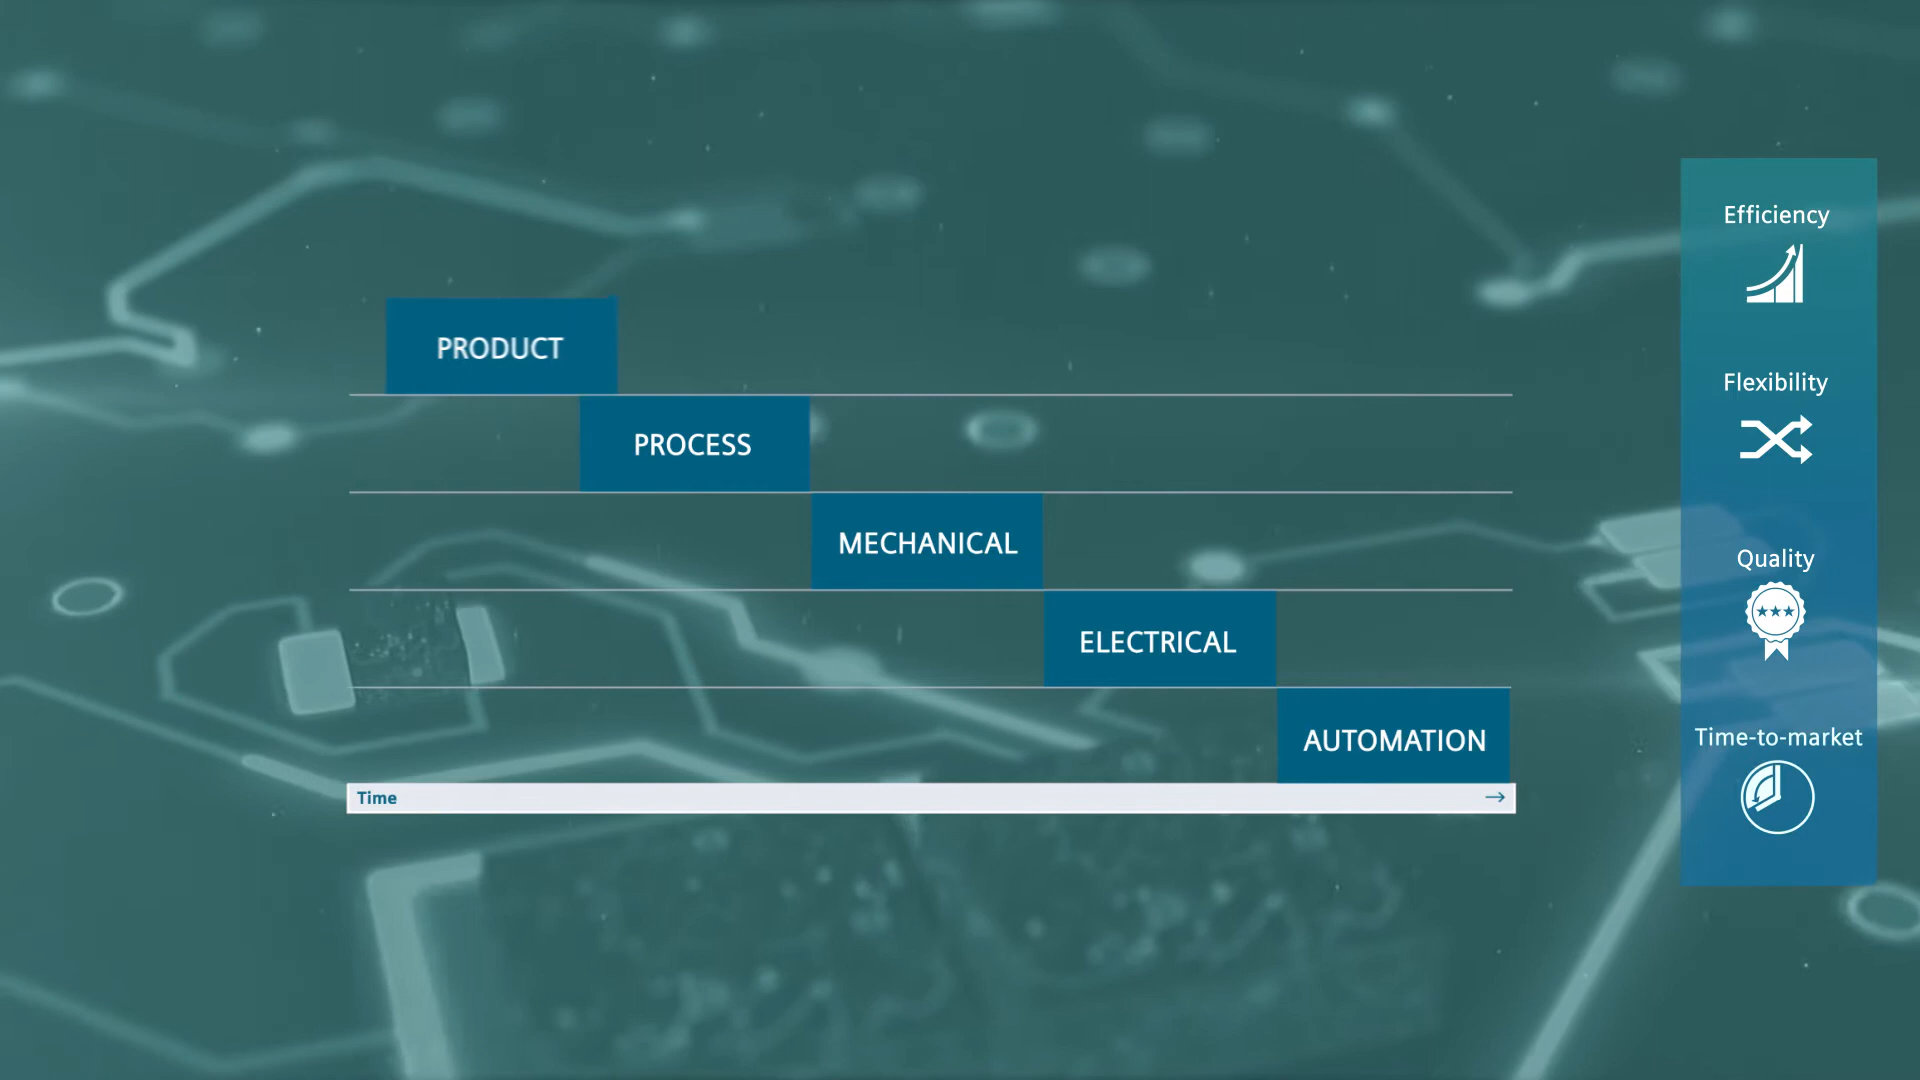 Efficiency
Flexibility
Quality
Time-to-market
PRODUCT
PROCESS
MECHANICAL
ELECTRICAL
AUTOMATION
Time